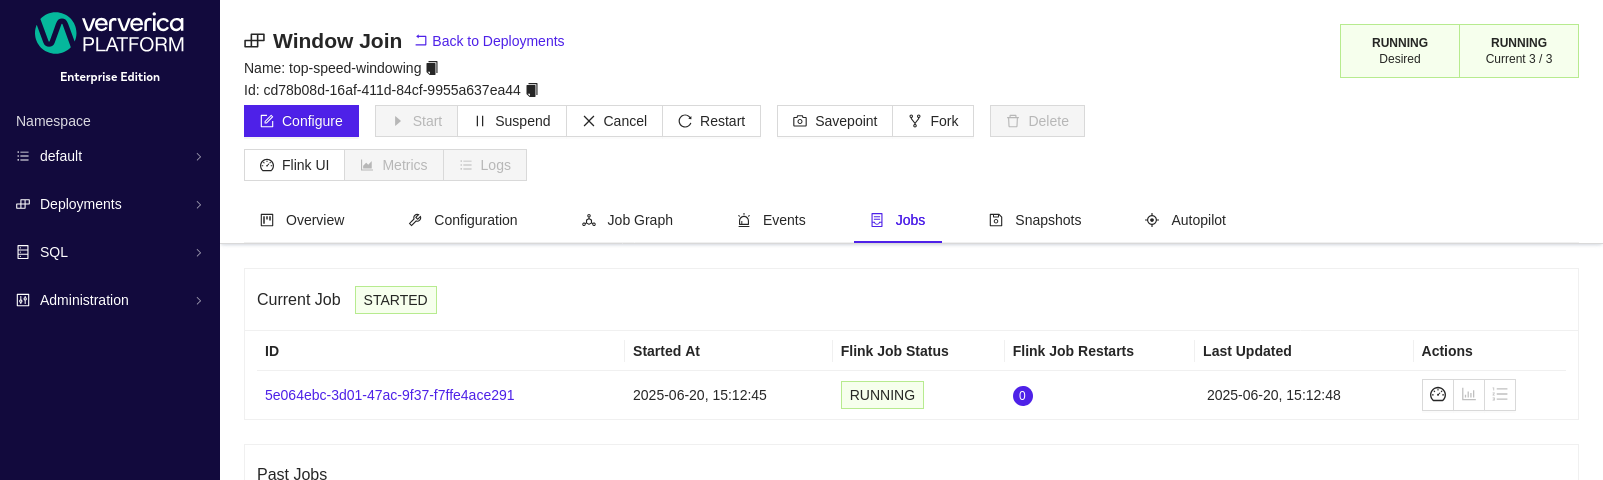 ververica
PLATFORM
Enterprise Edition
Namespace
default
Deployments
SQL
Administration
Window Join Back to Deployments
Name: top-speed-windowing
Id: cd78b08d-16af-411d-84cf-9955a637ea44
RUNNING RUNNING
Desired Current 3 / 3
Configure Start Suspend Cancel Restart Savepoint Fork Delete
Flink UI Metrics Logs
Overview Configuration Job Graph Events Jobs Snapshots Autopilot
Current Job STARTED
ID Started At Flink Job Status Flink Job Restarts Last Updated Actions
5e064ebc-3d01-47ac-9f37-f7ffe4ace291 2025-06-20, 15:12:45 RUNNING 0 2025-06-20, 15:12:48
Past Jobs